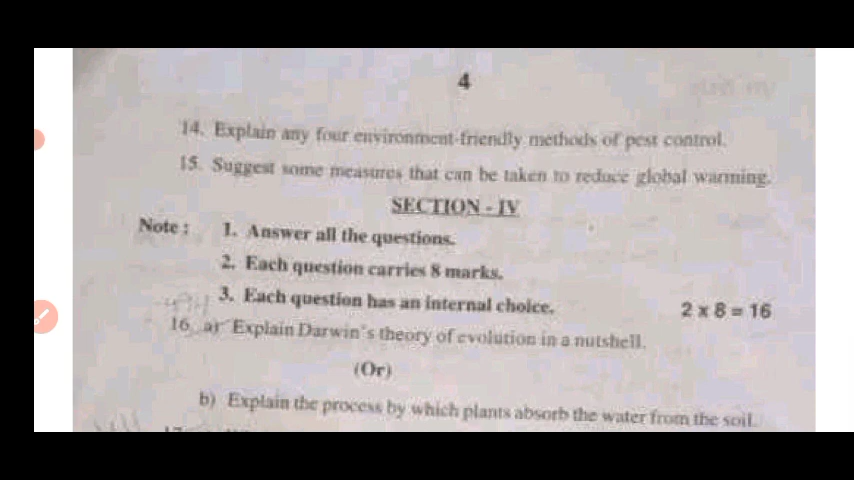 4
14. Explain any four environment-friendly methods of pest control.
15. Suggest some measures that can be taken to reduce global warming.
SECTION - IV
Note : 1. Answer all the questions.
2. Each question carries 8 marks.
3. Each question has an internal choice.
2 x 8 = 16
16. a) Explain Darwin's theory of evolution in a nutshell.
(Or)
b) Explain the process by which plants absorb the water from the soil.